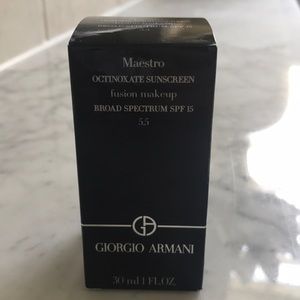 Maestro
OCTINOXATE SUNSCREEN
fusion makeup
BROAD SPECTRUM SPF 15
5.5
GIORGIO ARMANI
30 ml 1 FL.OZ